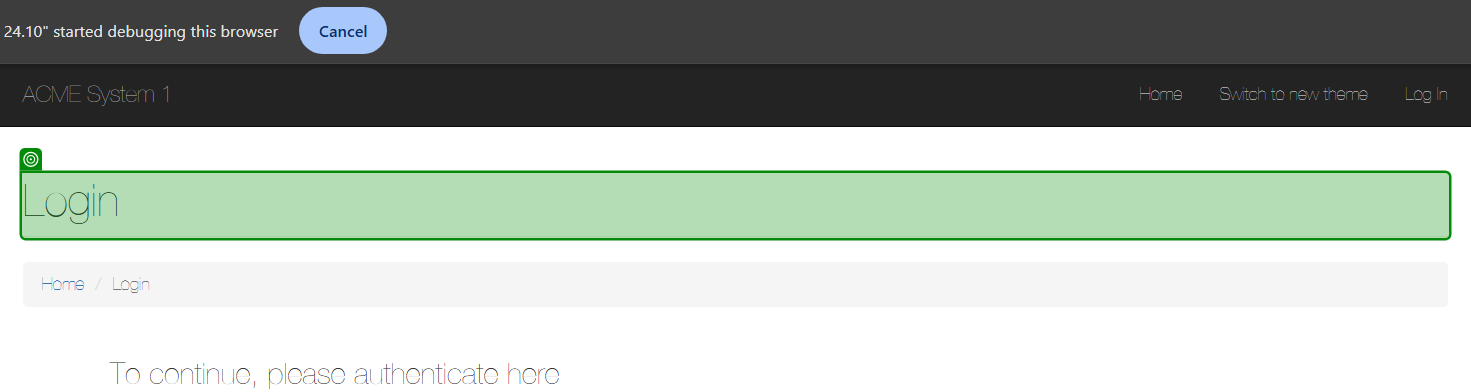 24.10" started debugging this browser Cancel
ACME System 1 Home Switch to new theme Log In
Login
Home / Login
To continue, please authenticate here